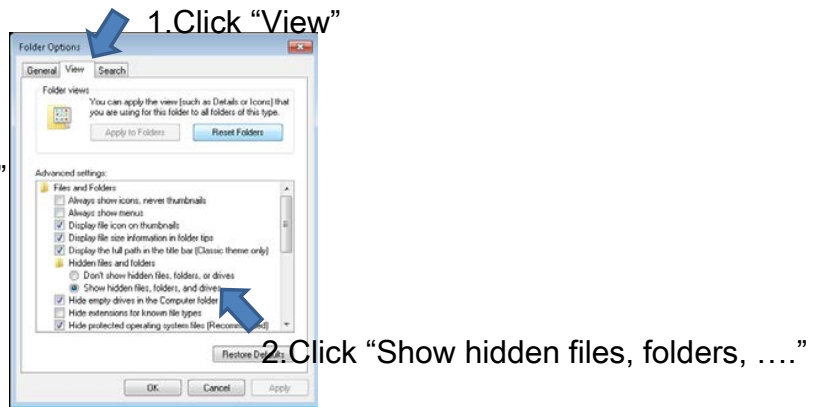 1.Click “View”
Folder Options
General View Search
Folder views
You can apply the view (such as Details or Icons) that
you are using for this folder to all folders of this type.
Apply to Folders Reset Folders
”
Advanced settings:
Files and Folders
Always show icons, never thumbnails
Always show menus
Display file icon on thumbnails
Display file size information in folder tips
Display the full path in the title bar (Classic theme only)
Hidden files and folders
Don't show hidden files, folders, or drives
Show hidden files, folders, and drives
Hide empty drives in the Computer folder
Hide extensions for known file types
Hide protected operating system files
Restore
2.Click “Show hidden files, folders, ….”
OK Cancel Apply